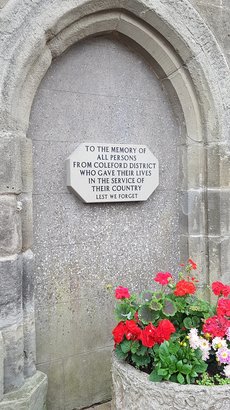 TO THE MEMORY OF
ALL PERSONS
FROM COLEFORD DISTRICT
WHO GAVE THEIR LIVES
IN THE SERVICE OF
THEIR COUNTRY
LEST WE FORGET